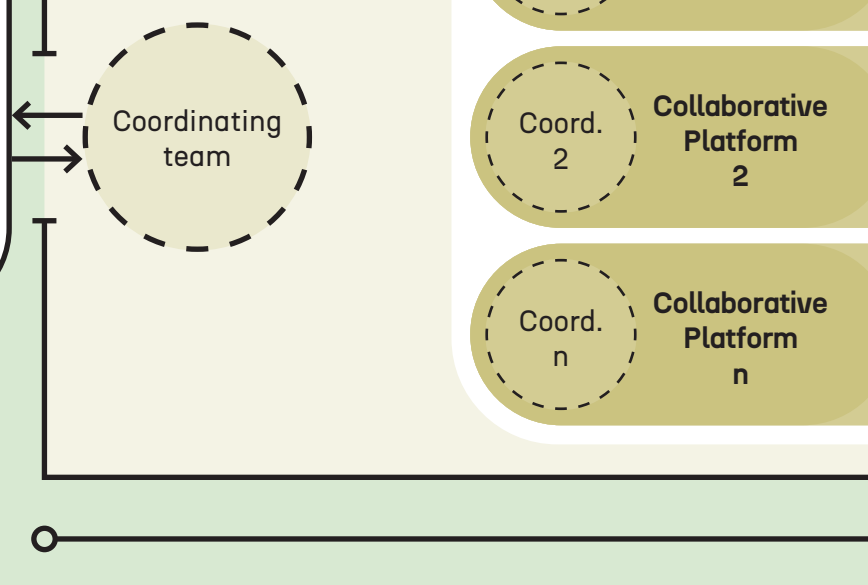 Coordinating
team
Coord.
2
Collaborative
Platform
2
Coord.
n
Collaborative
Platform
n